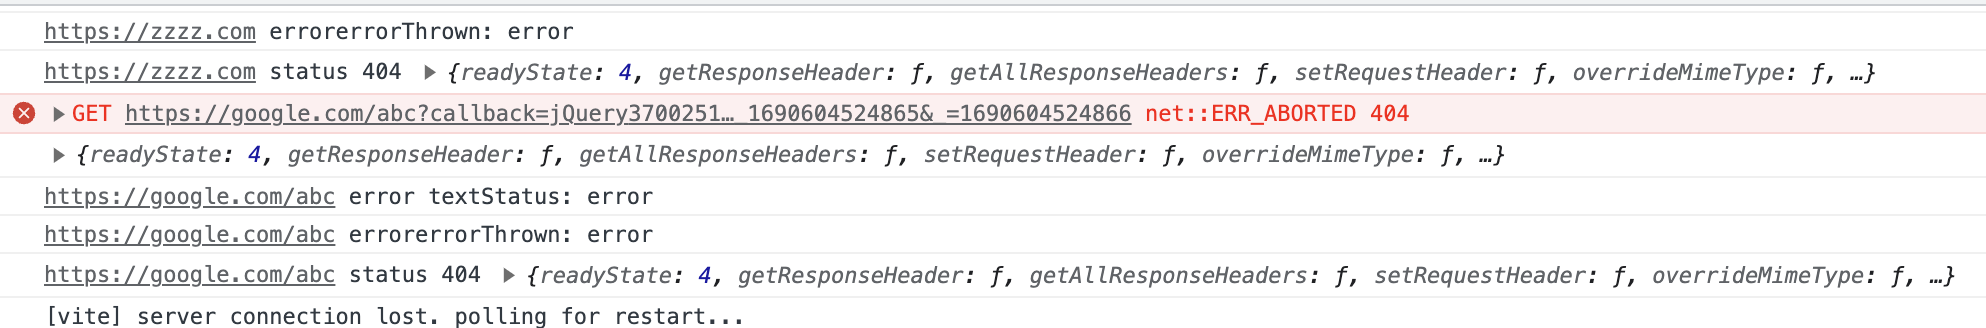 https://zzzz.com errorerrorThrown: error
https://zzzz.com status 404 ▶ {readyState: 4, getResponseHeader: ƒ, getAllResponseHeaders: ƒ, setRequestHeader: ƒ, overrideMimeType: ƒ, …}
▶ GET https://google.com/abc?callback=jQuery3700251…_1690604524865&_=1690604524866 net::ERR_ABORTED 404
▶ {readyState: 4, getResponseHeader: ƒ, getAllResponseHeaders: ƒ, setRequestHeader: ƒ, overrideMimeType: ƒ, …}
https://google.com/abc error textStatus: error
https://google.com/abc errorerrorThrown: error
https://google.com/abc status 404 ▶ {readyState: 4, getResponseHeader: ƒ, getAllResponseHeaders: ƒ, setRequestHeader: ƒ, overrideMimeType: ƒ, …}
[vite] server connection lost. polling for restart...